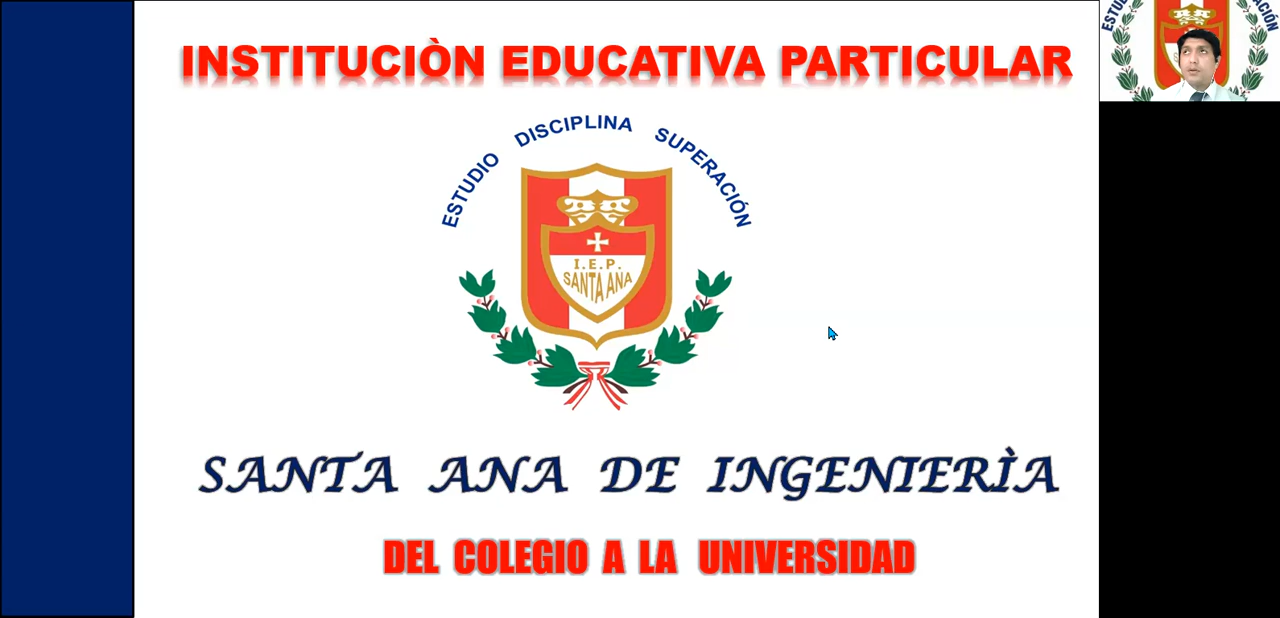 INSTITUCIÒN EDUCATIVA PARTICULAR
ESTUDIO DISCIPLINA SUPERACIÓN
I.E.P.
SANTA ANA
SANTA ANA DE INGENIERÌA
DEL COLEGIO A LA UNIVERSIDAD